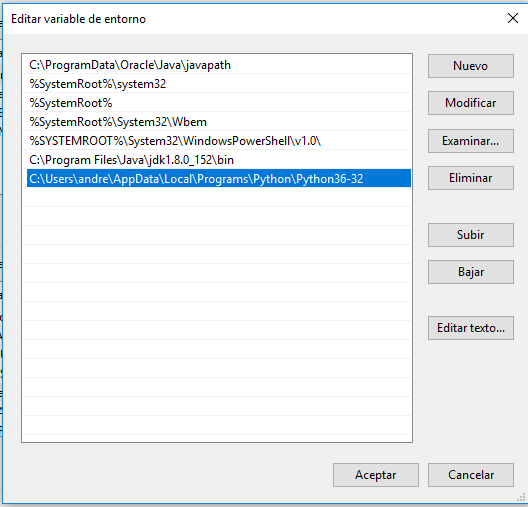 Editar variable de entorno
C:\ProgramData\Oracle\Java\javapath
%SystemRoot%\system32
%SystemRoot%
%SystemRoot%\System32\Wbem
%SYSTEMROOT%\System32\WindowsPowerShell\v1.0\
C:\Program Files\Java\jdk1.8.0_152\bin
C:\Users\andre\AppData\Local\Programs\Python\Python36-32
Nuevo
Modificar
Examinar...
Eliminar
Subir
Bajar
Editar texto...
Aceptar
Cancelar